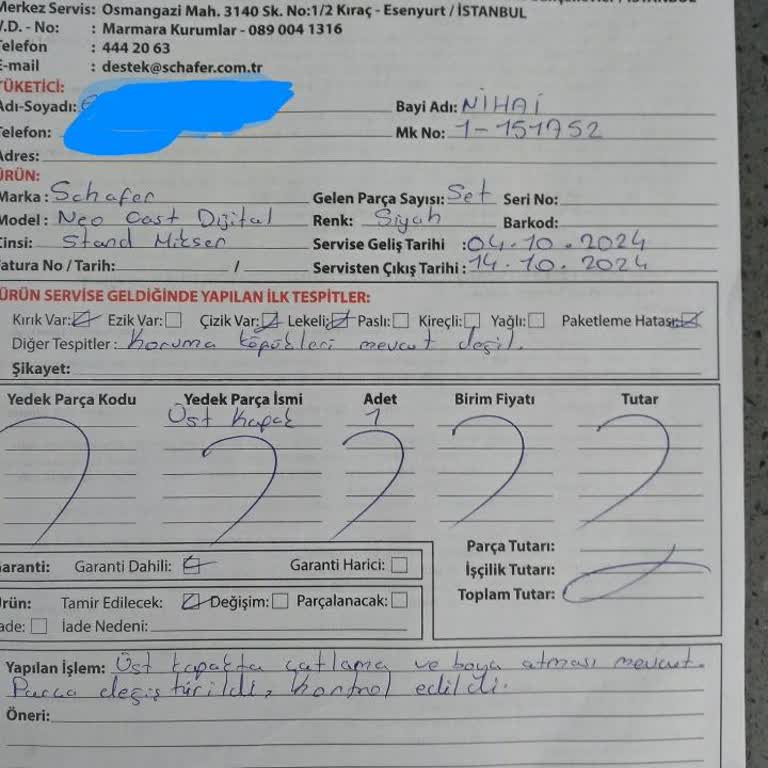 Merkez Servis: Osmangazi Mah. 3140 Sk. No:1/2 Kıraç - Esenyurt / İSTANBUL
V.D. - No: : Marmara Kurumlar - 089 004 1316
Telefon : 444 20 63
E-mail : destek@schafer.com.tr
TÜKETİCİ:
Adı-Soyadı: Bayi Adı: NİHAİ
Telefon: Mk No: 1-151752
Adres:
ÜRÜN:
Marka : Schafer Gelen Parça Sayısı: Set Seri No:
Model : Neo Cast Dijital Renk: Siyah Barkod:
Cinsi: Stand Mikser Servise Geliş Tarihi : 04.10.2024
Fatura No / Tarih: / Servisten Çıkış Tarihi : 14.10.2024
ÜRÜN SERVİSE GELDİĞİNDE YAPILAN İLK TESPİTLER:
Kırık Var: Ezik Var: Çizik Var: Lekeli: Paslı: Kireçli: Yağlı: Paketleme Hatası:
Diğer Tespitler : Koruma köpükleri mevcut değil.
Şikayet:
Yedek Parça Kodu Yedek Parça İsmi Adet Birim Fiyatı Tutar
Üst Kapak 1
Parça Tutarı:
Garanti: Garanti Dahili: Garanti Harici: İşçilik Tutarı:
Toplam Tutar:
Ürün: Tamir Edilecek: Değişim: Parçalanacak:
İade: İade Nedeni:
Yapılan İşlem: Üst kapakta çatlama ve boya atması mevcut.
Parça değiştirildi, kontrol edildi.
Öneri: